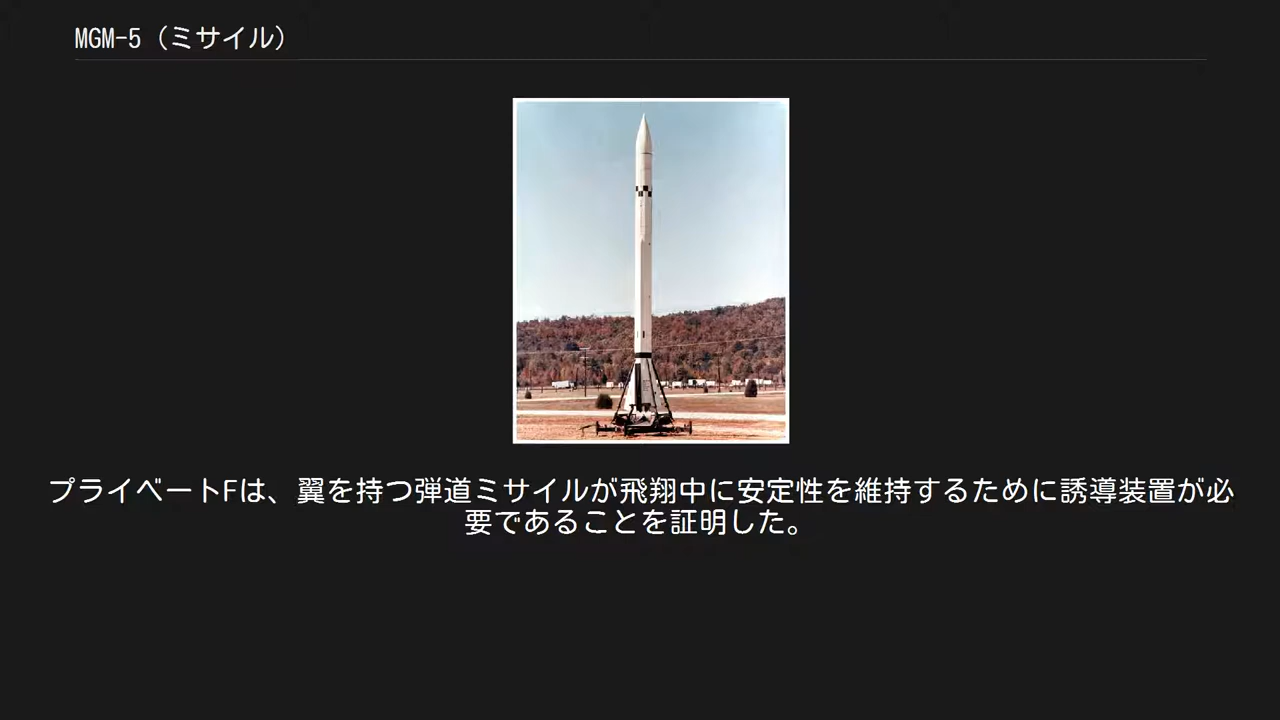 MGM-5（ミサイル）
プライベートFは、翼を持つ弾道ミサイルが飛翔中に安定性を維持するために誘導装置が必
要であることを証明した。